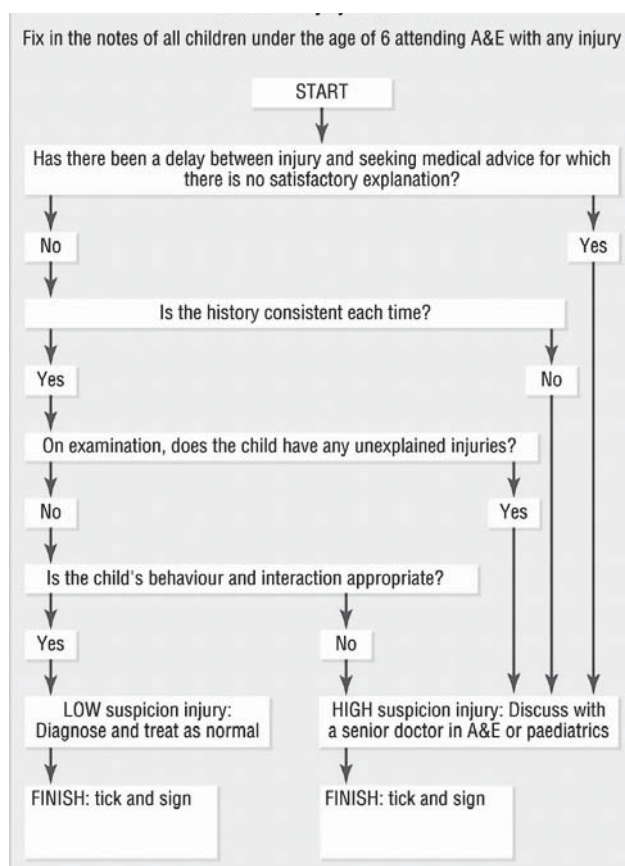 Fix in the notes of all children under the age of 6 attending A&E with any injury
START
Has there been a delay between injury and seeking medical advice for which
there is no satisfactory explanation?
No
Yes
Is the history consistent each time?
Yes
No
On examination, does the child have any unexplained injuries?
No
Yes
Is the child's behaviour and interaction appropriate?
Yes
No
LOW suspicion injury:
Diagnose and treat as normal
HIGH suspicion injury: Discuss with
a senior doctor in A&E or paediatrics
FINISH: tick and sign
FINISH: tick and sign